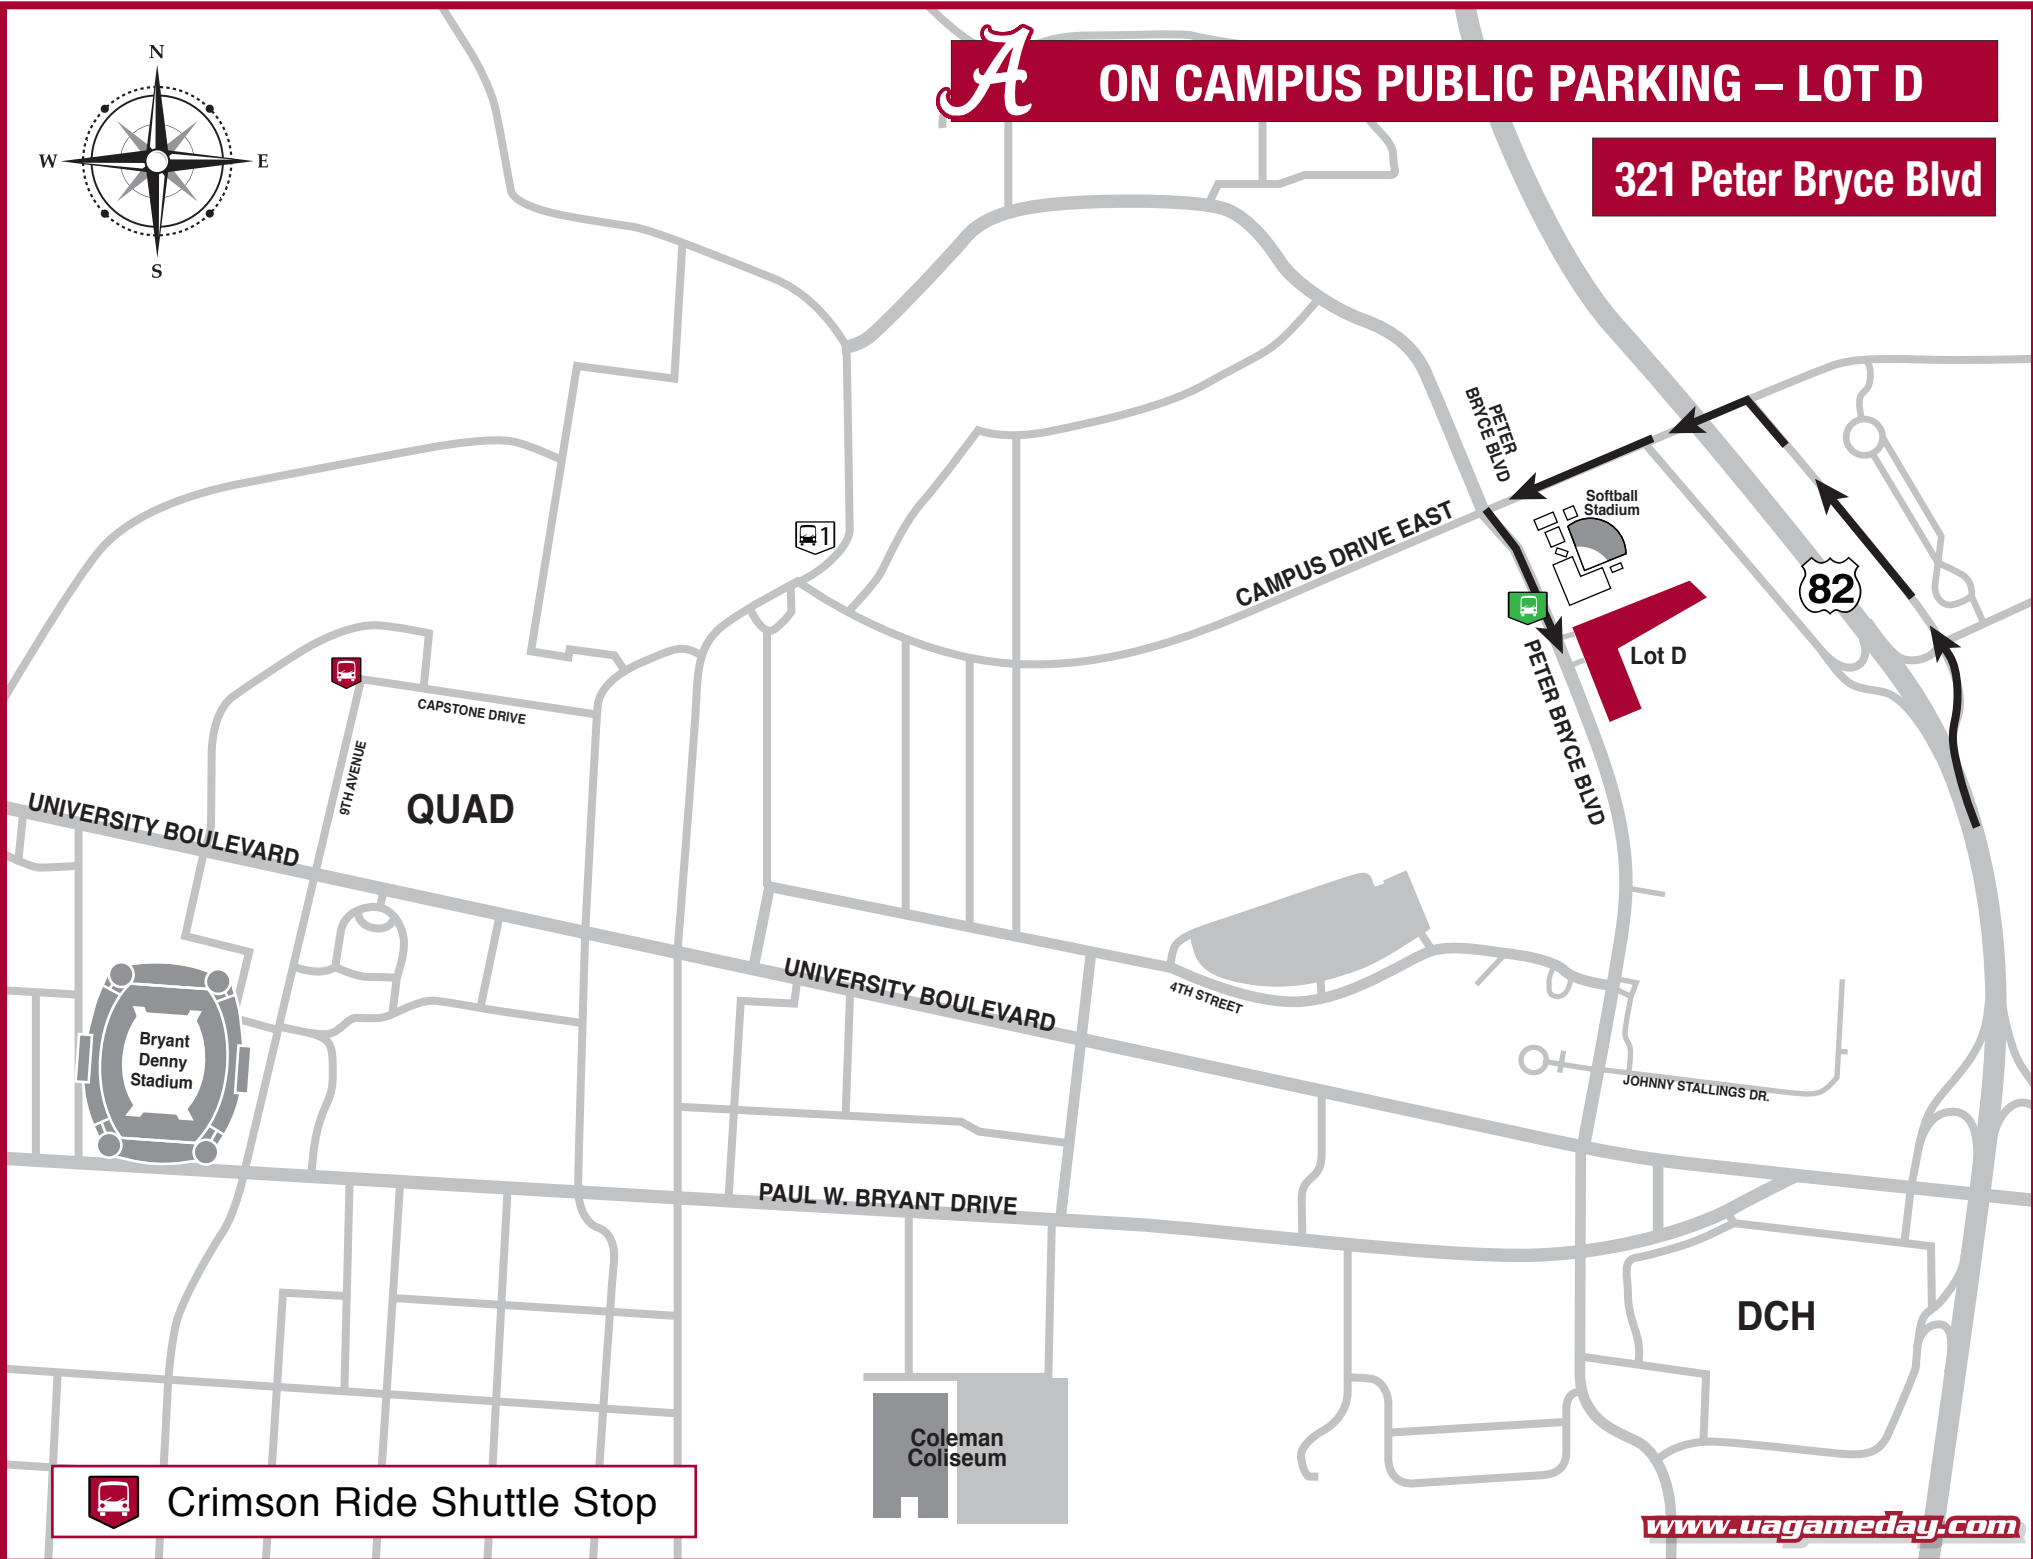 N
W
E
S
A
ON CAMPUS PUBLIC PARKING – LOT D
321 Peter Bryce Blvd
PETER
BRYCE BLVD
Softball
Stadium
CAMPUS DRIVE EAST
1
82
Lot D
PETER BRYCE BLVD
CAPSTONE DRIVE
9TH AVENUE
QUAD
UNIVERSITY BOULEVARD
UNIVERSITY BOULEVARD
4TH STREET
Bryant
Denny
Stadium
JOHNNY STALLINGS DR.
PAUL W. BRYANT DRIVE
DCH
Coleman
Coliseum
Crimson Ride Shuttle Stop
www.uagameday.com